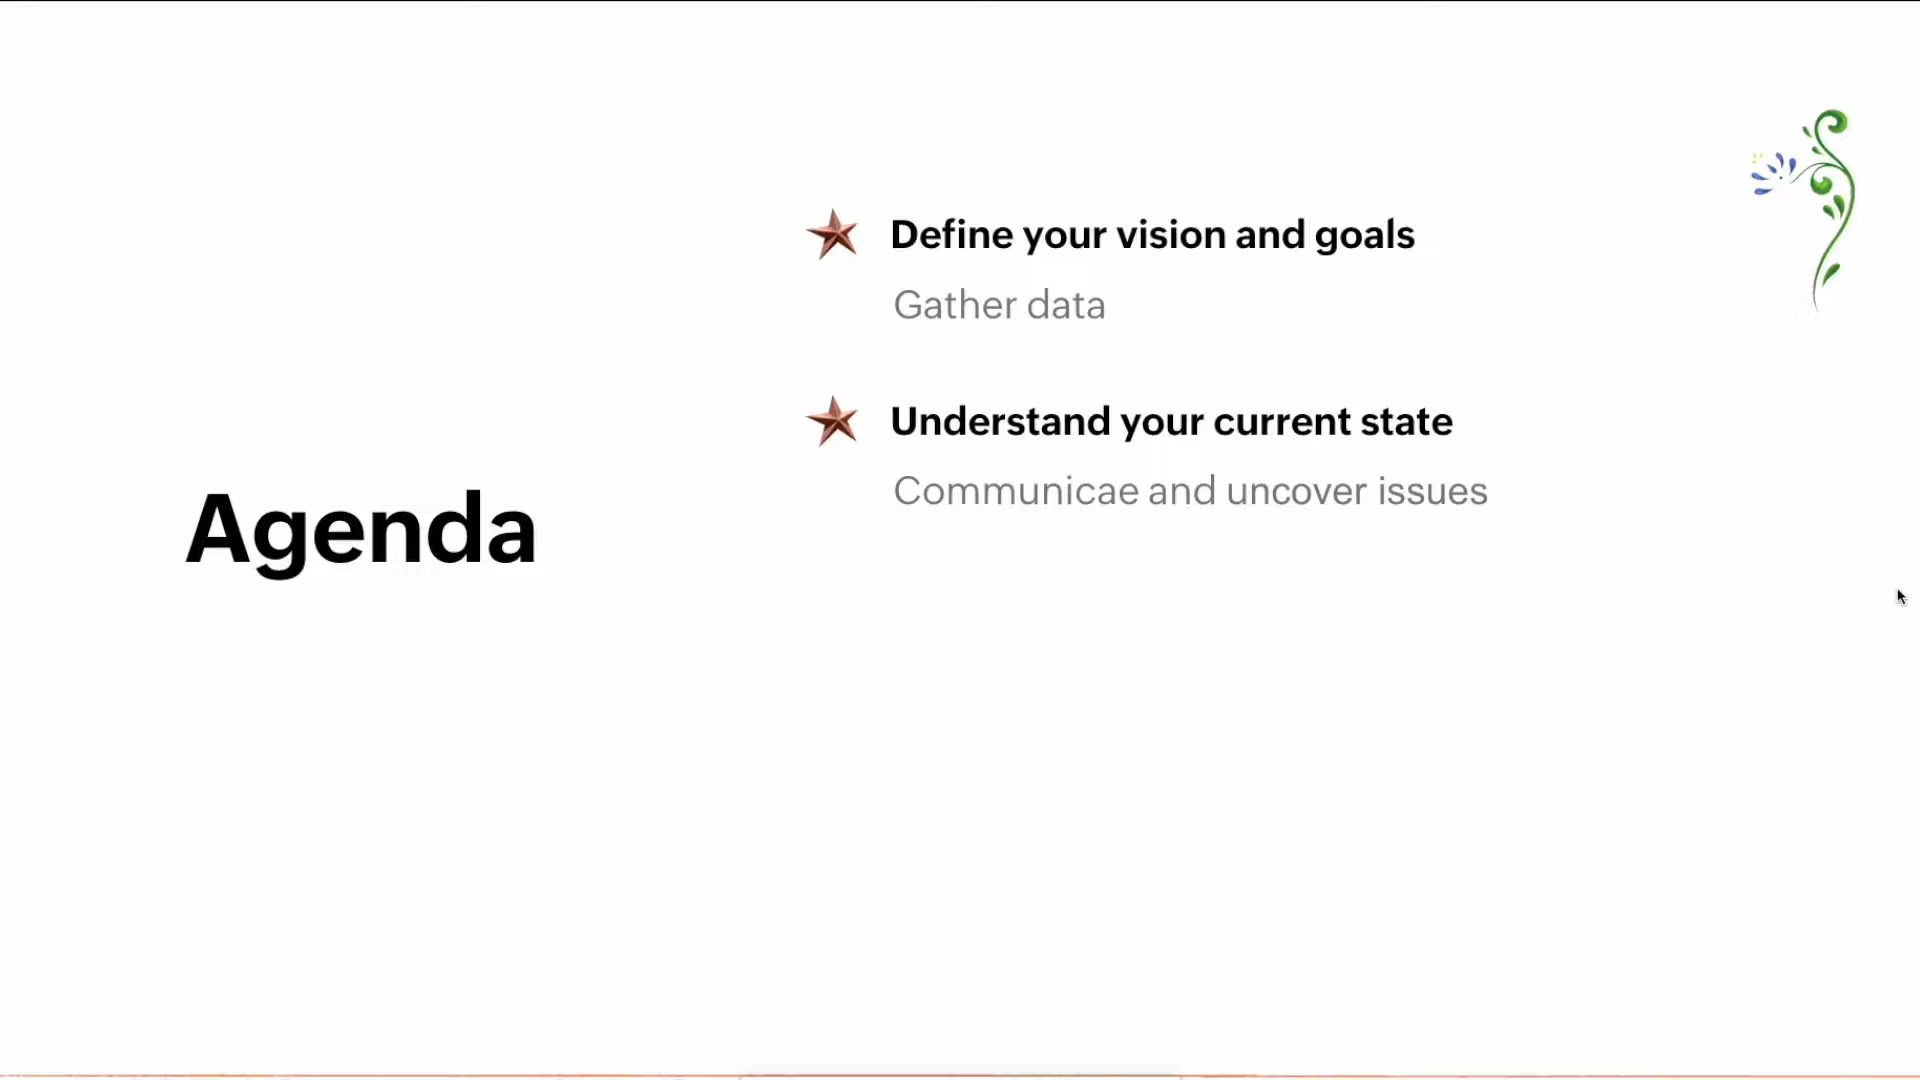 Agenda
Define your vision and goals
Gather data
Understand your current state
Communicae and uncover issues